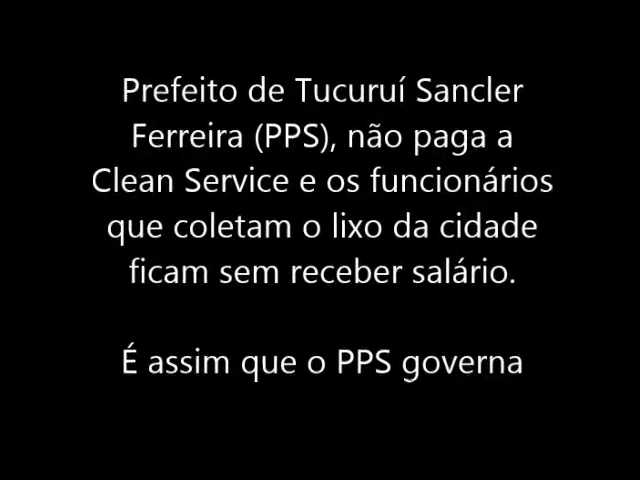 Prefeito de Tucuruí Sancler
Ferreira (PPS), não paga a
Clean Service e os funcionários
que coletam o lixo da cidade
ficam sem receber salário.
É assim que o PPS governa